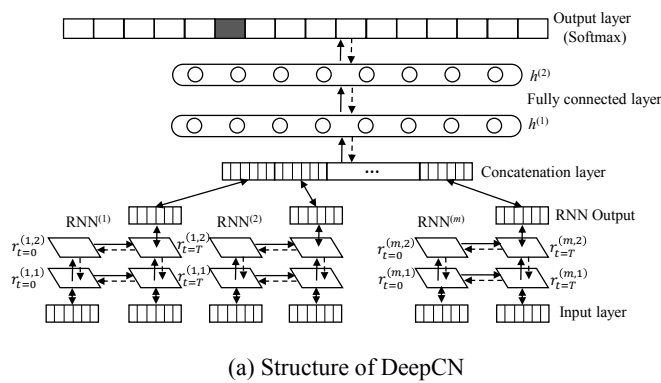 Output layer
(Softmax)
h^{(2)}
Fully connected layer
h^{(1)}
Concatenation layer
...
RNN^{(1)} RNN^{(2)} RNN^{(m)} RNN Output
r_{t=0}^{(1,2)} r_{t=T}^{(1,2)} r_{t=0}^{(m,2)} r_{t=T}^{(m,2)}
r_{t=0}^{(1,1)} r_{t=T}^{(1,1)} r_{t=0}^{(m,1)} r_{t=T}^{(m,1)}
Input layer
(a) Structure of DeepCN